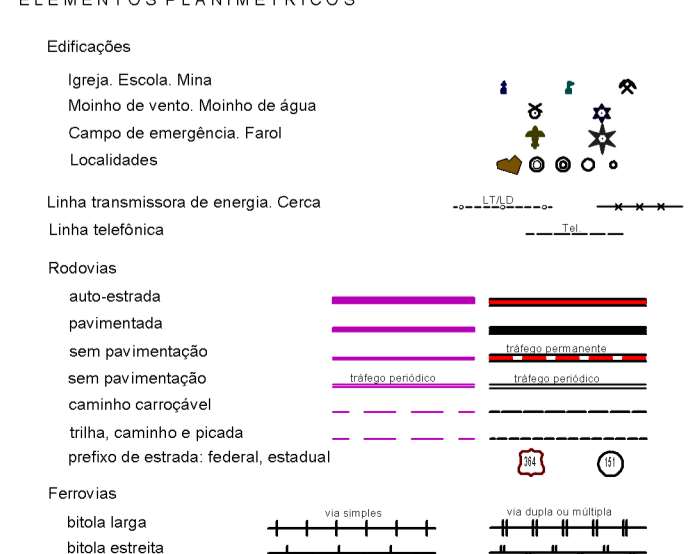 ELEMENTOS PLANIMÉTRICOS
Edificações
Igreja. Escola. Mina
Moinho de vento. Moinho de água
Campo de emergência. Farol
Localidades
Linha transmissora de energia. Cerca
LT/LD
Linha telefônica
Tel.
Rodovias
auto-estrada
pavimentada
sem pavimentação
tráfego permanente
sem pavimentação
tráfego periódico
tráfego periódico
caminho carroçável
trilha, caminho e picada
prefixo de estrada: federal, estadual
364
151
Ferrovias
via simples
via dupla ou múltipla
bitola larga
bitola estreita